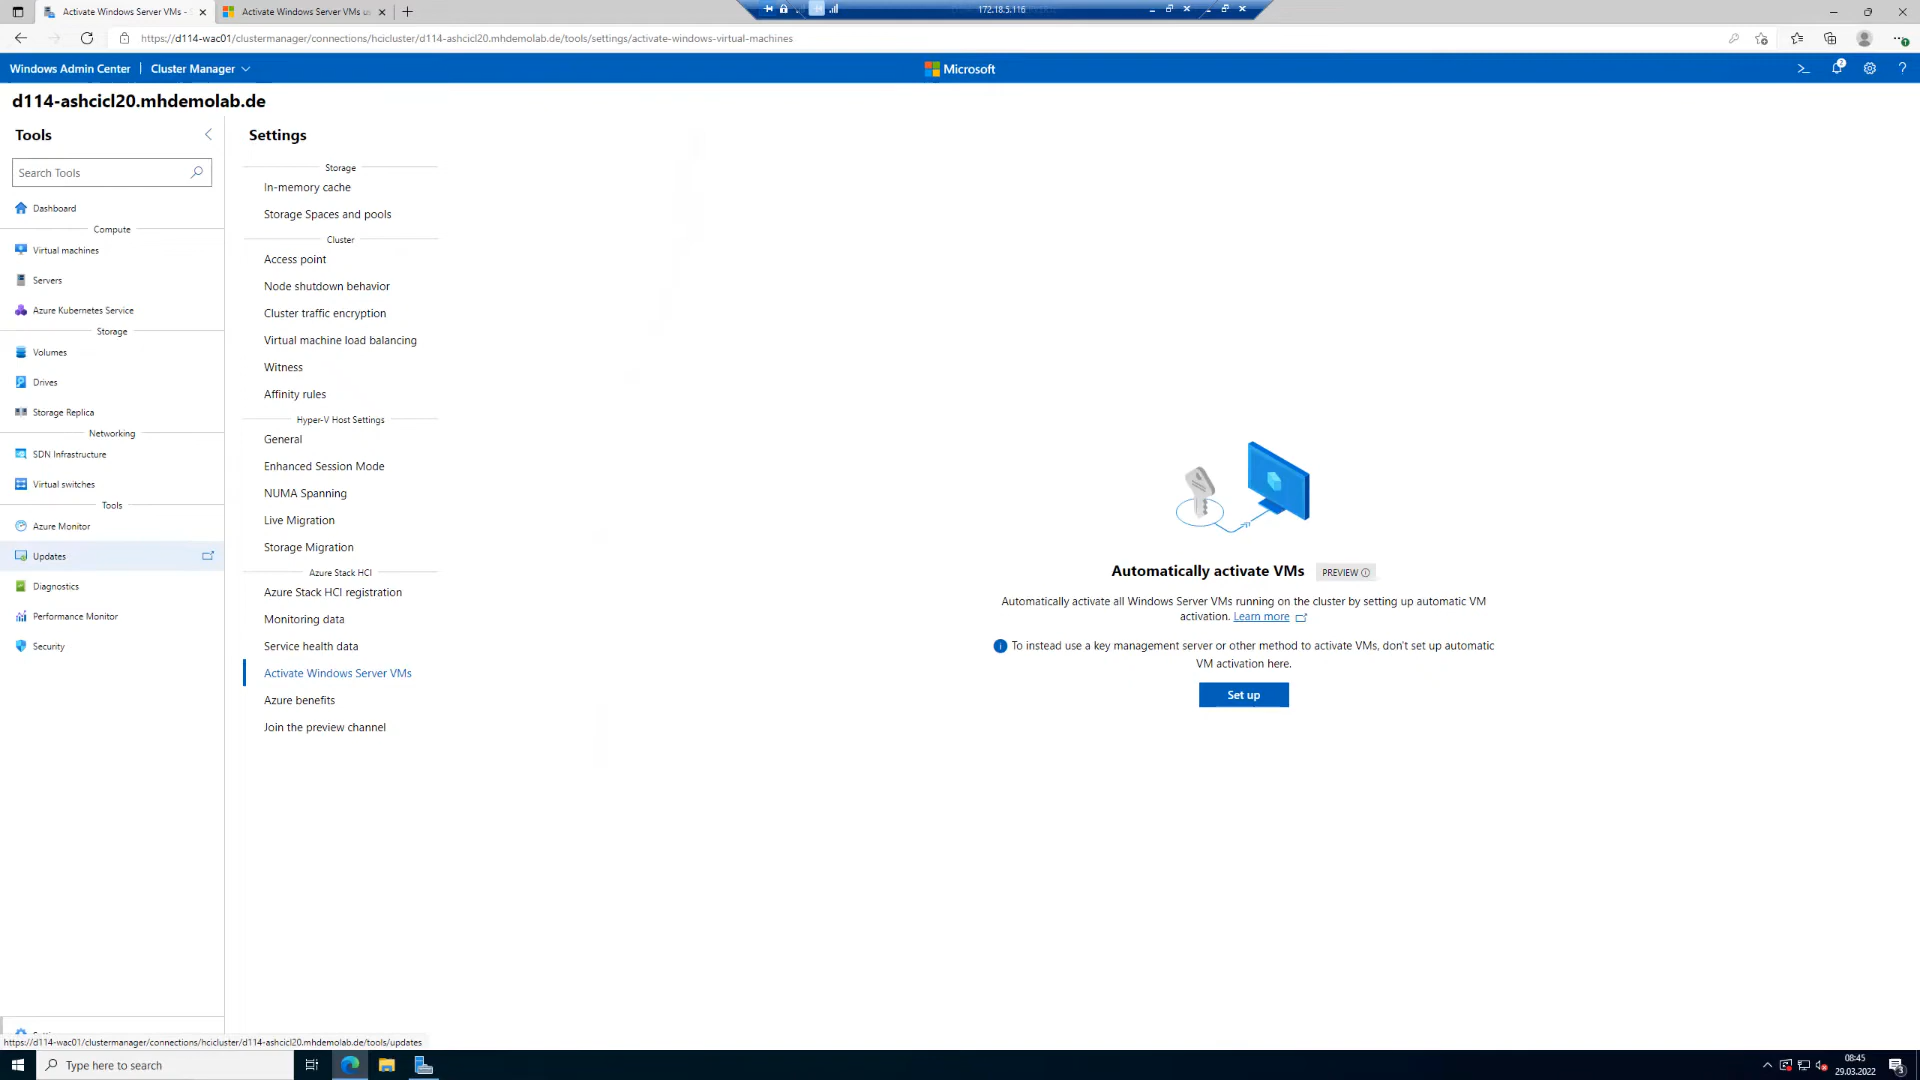 Activate Windows Server VMs -
Activate Windows Server VMs u
172.18.5.116
https://d114-wac01/clustermanager/connections/hcicluster/d114-ashcicl20.mhdemolab.de/tools/settings/activate-windows-virtual-machines
Windows Admin Center
Cluster Manager
Microsoft
2
d114-ashcicl20.mhdemolab.de
Tools
Search Tools
Dashboard
Compute
Virtual machines
Servers
Azure Kubernetes Service
Storage
Volumes
Drives
Storage Replica
Networking
SDN Infrastructure
Virtual switches
Tools
Azure Monitor
Updates
Diagnostics
Performance Monitor
Security
Settings
Storage
In-memory cache
Storage Spaces and pools
Cluster
Access point
Node shutdown behavior
Cluster traffic encryption
Virtual machine load balancing
Witness
Affinity rules
Hyper-V Host Settings
General
Enhanced Session Mode
NUMA Spanning
Live Migration
Storage Migration
Azure Stack HCI
Azure Stack HCI registration
Monitoring data
Service health data
Activate Windows Server VMs
Azure benefits
Join the preview channel
Automatically activate VMs
PREVIEW
Automatically activate all Windows Server VMs running on the cluster by setting up automatic VM
activation. Learn more
To instead use a key management server or other method to activate VMs, don't set up automatic
VM activation here.
Set up
https://d114-wac01/clustermanager/connections/hcicluster/d114-ashcicl20.mhdemolab.de/tools/updates
Type here to search
08:45
29.03.2022
3